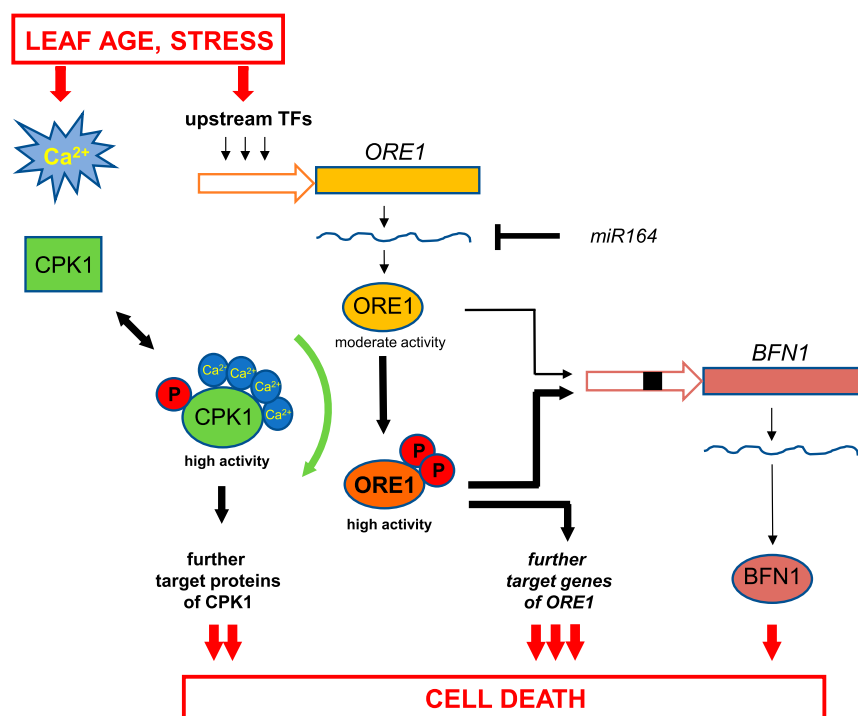 LEAF AGE, STRESS
Ca2+
upstream TFs
ORE1
miR164
CPK1
ORE1
moderate activity
BFN1
P
Ca2+
Ca2+
Ca2+
Ca2+
CPK1
high activity
P
P
ORE1
high activity
further
target proteins
of CPK1
further
target genes
of ORE1
BFN1
CELL DEATH